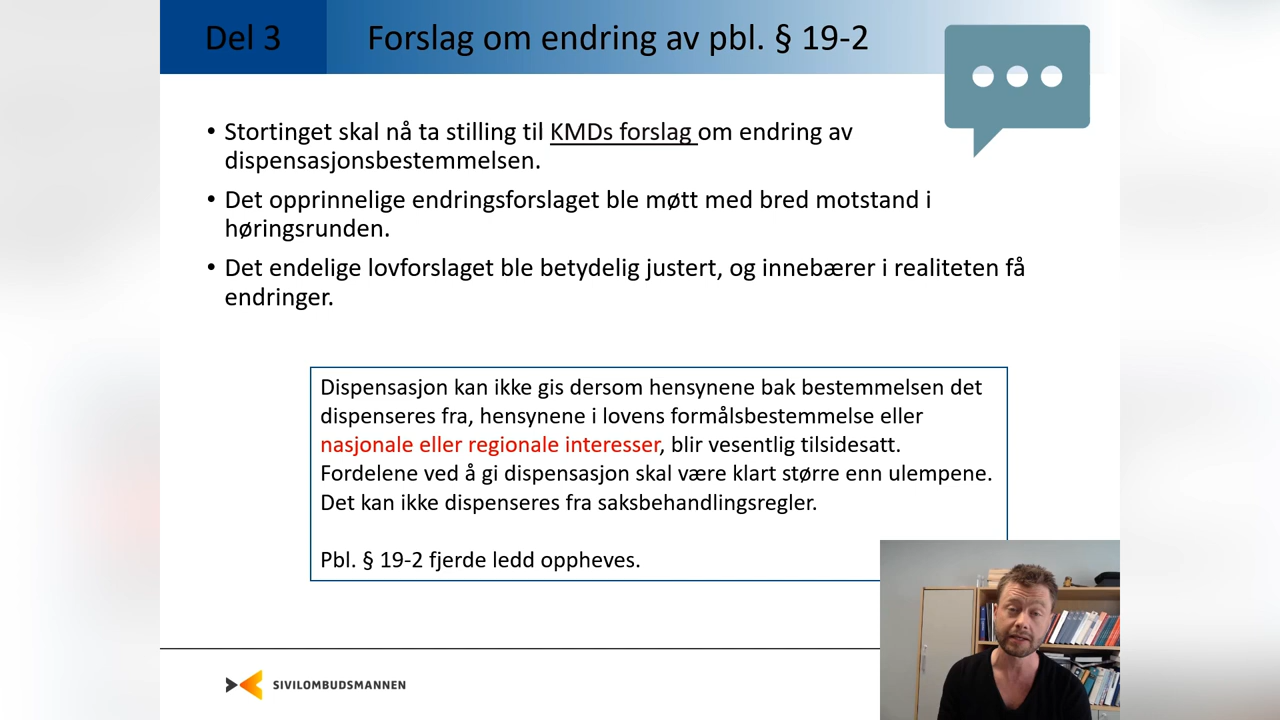 Del 3
Forslag om endring av pbl. § 19-2
• Stortinget skal nå ta stilling til KMDs forslag om endring av
dispensasjonsbestemmelsen.
• Det opprinnelige endringsforslaget ble møtt med bred motstand i
høringsrunden.
• Det endelige lovforslaget ble betydelig justert, og innebærer i realiteten få
endringer.
Dispensasjon kan ikke gis dersom hensynene bak bestemmelsen det
dispenseres fra, hensynene i lovens formålsbestemmelse eller
nasjonale eller regionale interesser, blir vesentlig tilsidesatt.
Fordelene ved å gi dispensasjon skal være klart større enn ulempene.
Det kan ikke dispenseres fra saksbehandlingsregler.
Pbl. § 19-2 fjerde ledd oppheves.
SIVILOMBUDSMANNEN